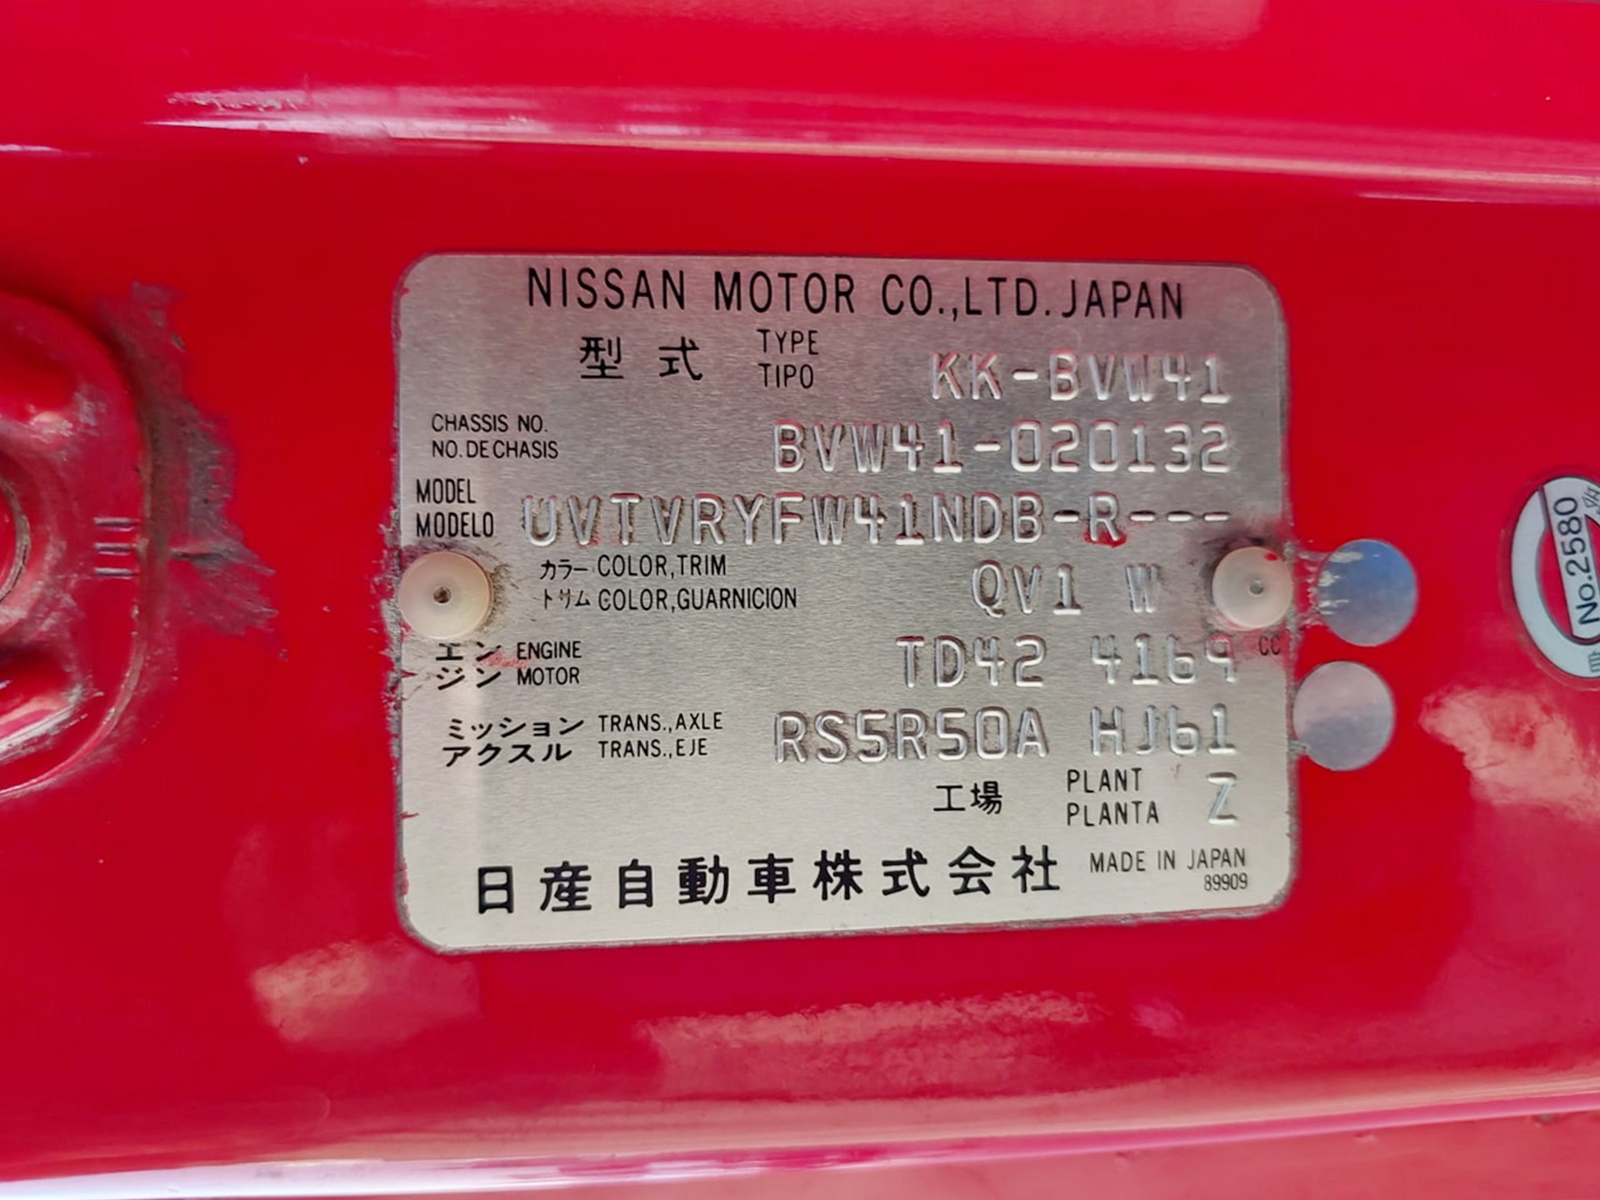 NISSAN MOTOR CO.,LTD. JAPAN
型式 TYPE TIPO KK-BVW41
CHASSIS NO. NO. DE CHASIS BVW41-020132
MODEL MODELO UVTVRYFW41NDB-R---
カラー COLOR,TRIM
トリム COLOR,GUARNICION QV1 W
エンジン ENGINE MOTOR TD42 4169 CC
ミッション TRANS.,AXLE
アクスル TRANS.,EJE RS5R50A HJ61
工場 PLANT PLANTA Z
日産自動車株式会社 MADE IN JAPAN
89909
No.2580
自